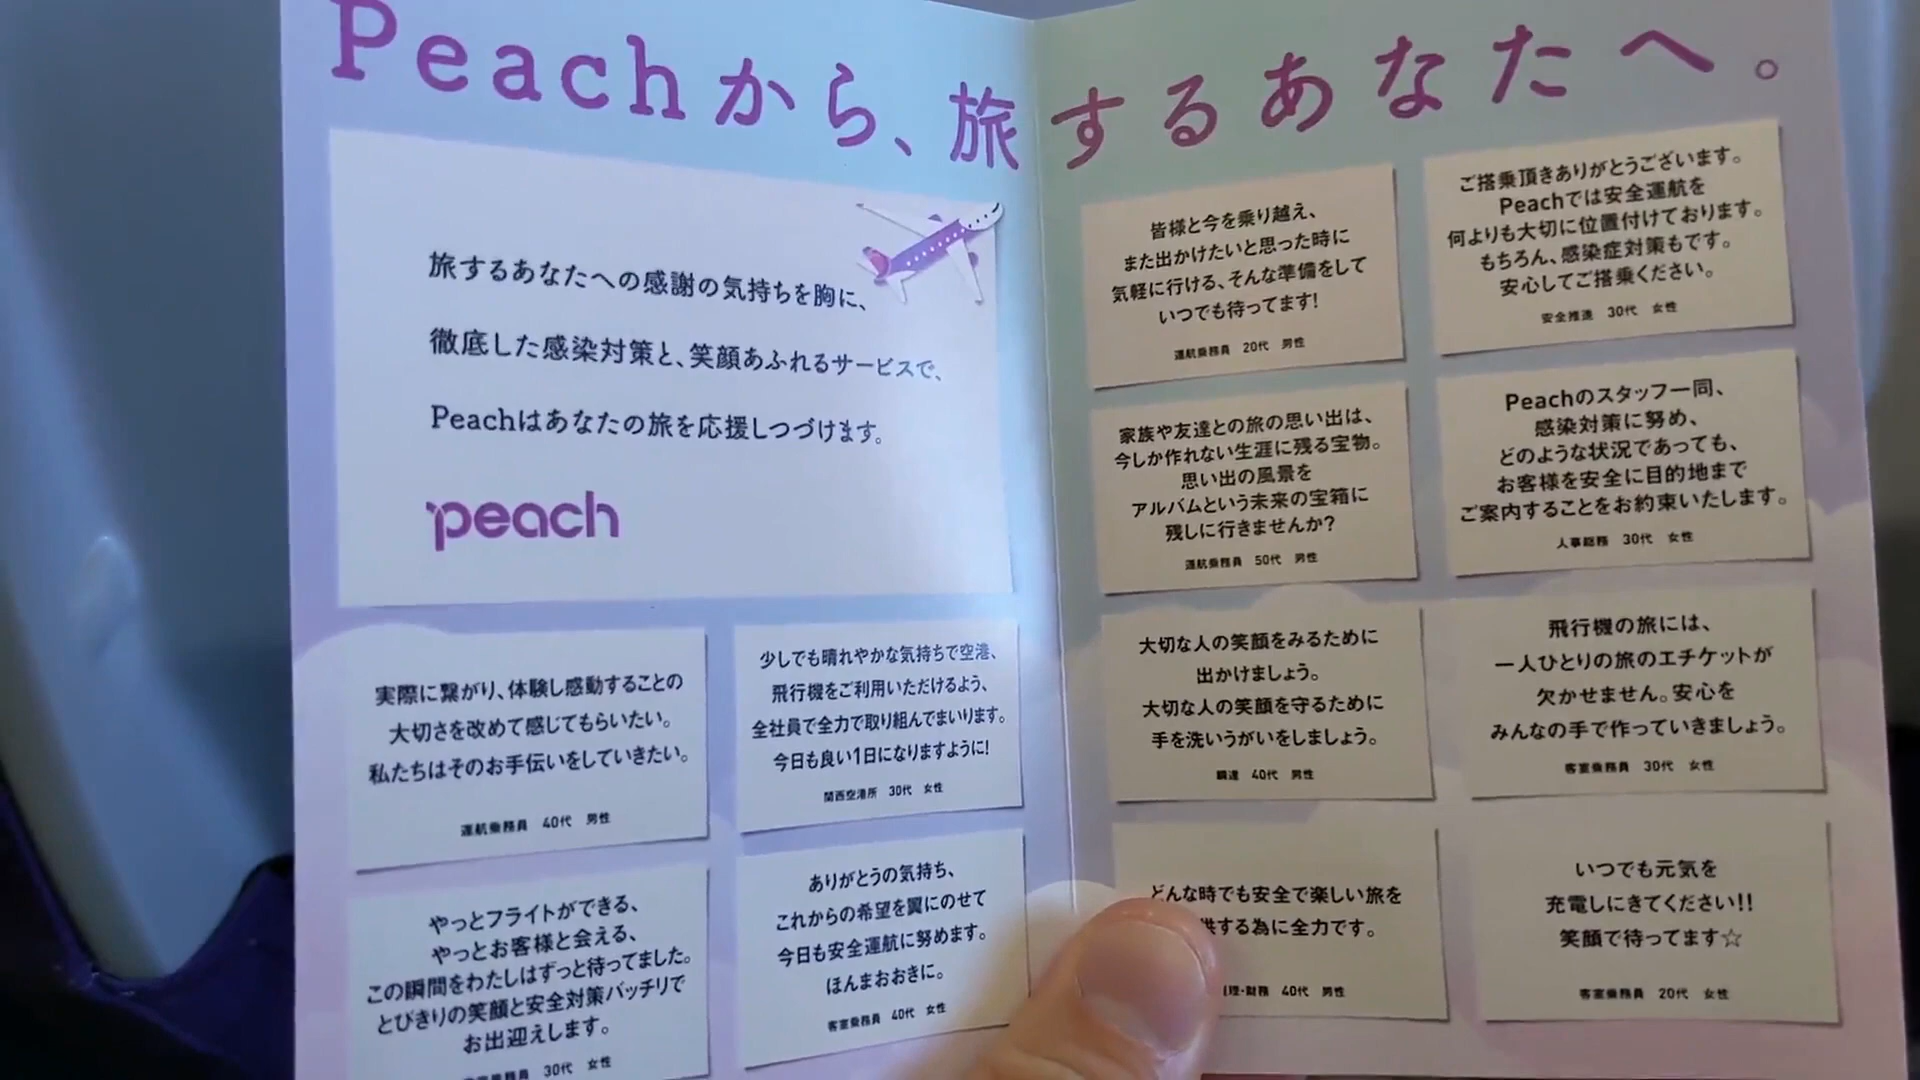 Peachから、旅するあなたへ。
旅するあなたへの感謝の気持ちを胸に、
徹底した感染対策と、笑顔あふれるサービスで、
Peachはあなたの旅を応援しつづけます。
peach
実際に繋がり、体験し感動することの
大切さを改めて感じてもらいたい。
私たちはそのお手伝いをしていきたい。
運航乗務員 40代 男性
少しでも晴れやかな気持ちで空港、
飛行機をご利用いただけるよう、
全社員で全力で取り組んでまいります。
今日も良い1日になりますように!
関西空港所 30代 女性
やっとフライトができる、
やっとお客様と会える、
この瞬間をわたしはずっと待ってました。
とびきりの笑顔と安全対策バッチリで
お出迎えします。
30代 女性
ありがとうの気持ち、
これからの希望を翼にのせて
今日も安全運航に努めます。
ほんまおおきに。
客室乗務員 40代 女性
皆様と今を乗り越え、
また出かけたいと思った時に
気軽に行ける、そんな準備をして
いつでも待ってます!
運航乗務員 20代 男性
ご搭乗頂きありがとうございます。
Peachでは安全運航を
何よりも大切に位置付けております。
もちろん、感染症対策もです。
安心してご搭乗ください。
安全推進 30代 女性
家族や友達との旅の思い出は、
今しか作れない生涯に残る宝物。
思い出の風景を
アルバムという未来の宝箱に
残しに行きませんか?
運航乗務員 50代 男性
Peachのスタッフ一同、
感染対策に努め、
どのような状況であっても、
お客様を安全に目的地まで
ご案内することをお約束いたします。
人事総務 30代 女性
大切な人の笑顔をみるために
出かけましょう。
大切な人の笑顔を守るために
手を洗いうがいをしましょう。
調達 40代 男性
飛行機の旅には、
一人ひとりの旅のエチケットが
欠かせません。安心を
みんなの手で作っていきましょう。
客室乗務員 30代 女性
どんな時でも安全で楽しい旅を
供する為に全力です。
理・財務 40代 男性
いつでも元気を
充電しにきてください!!
笑顔で待ってます☆
客室乗務員 20代 女性